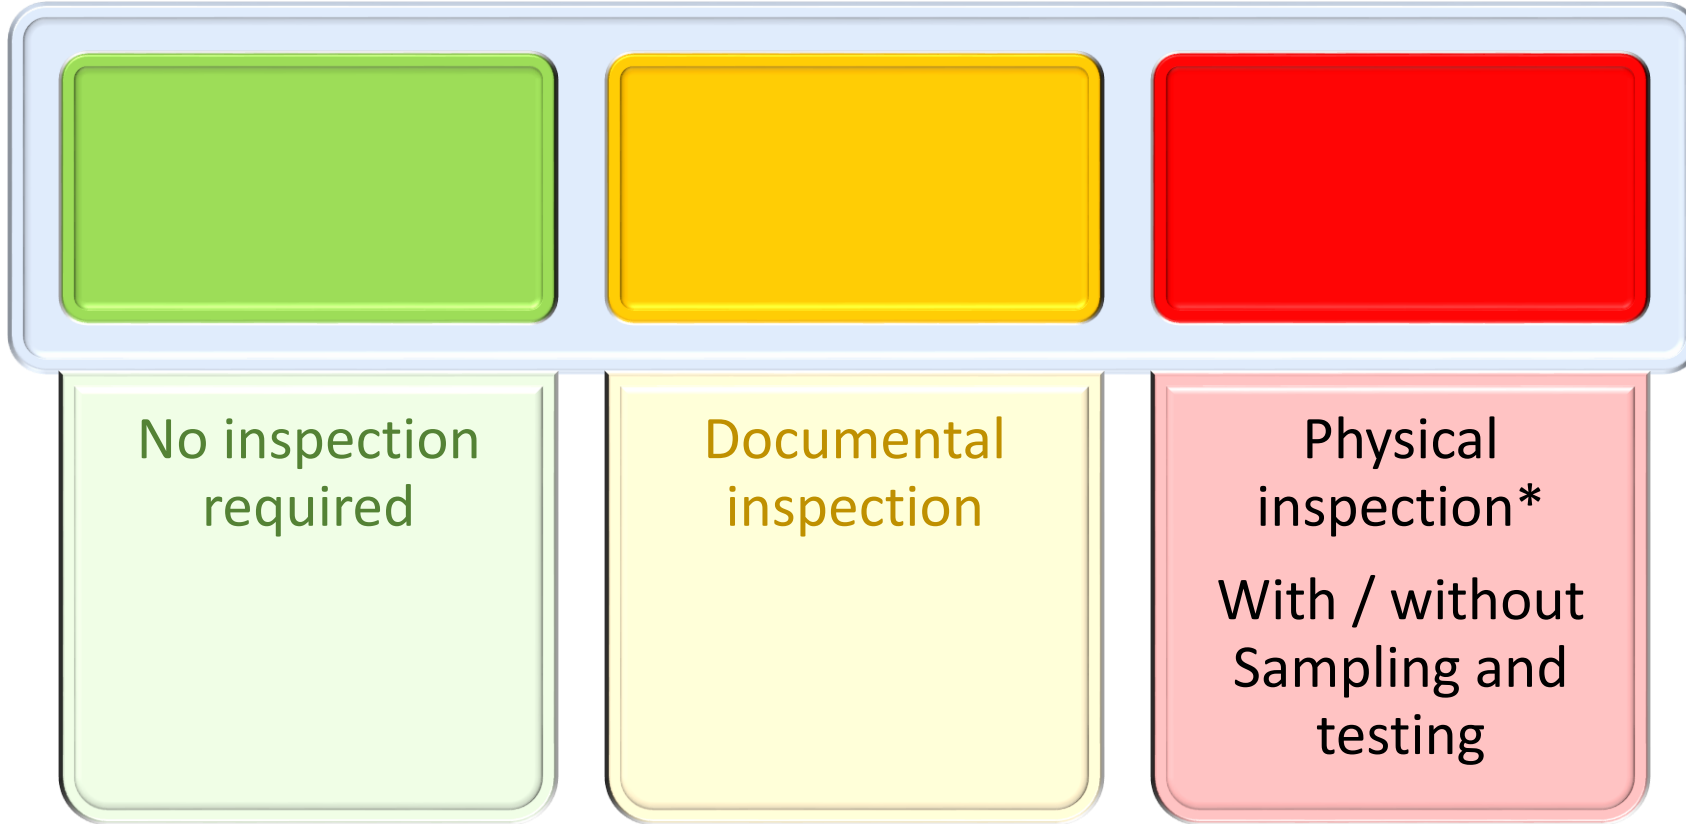 No inspection
required
Documental
inspection
Physical
inspection*
With / without
Sampling and
testing